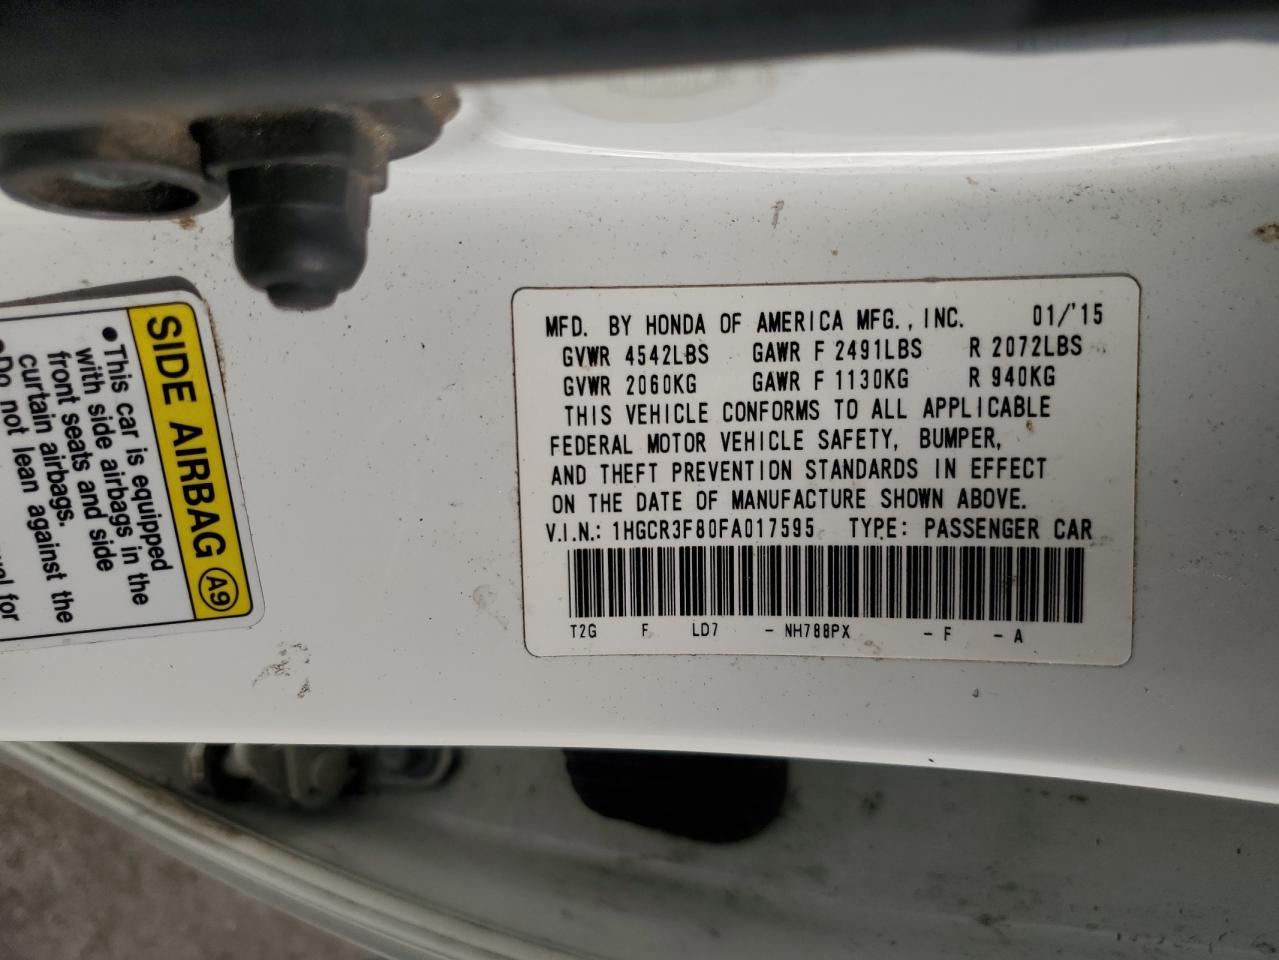 SIDE AIRBAG A9
●This car is equipped
with side airbags in the
front seats and side
curtain airbags.
●Do not lean against the
for
MFD. BY HONDA OF AMERICA MFG., INC. 01/'15
GVWR 4542LBS GAWR F 2491LBS R 2072LBS
GVWR 2060KG GAWR F 1130KG R 940KG
THIS VEHICLE CONFORMS TO ALL APPLICABLE
FEDERAL MOTOR VEHICLE SAFETY, BUMPER,
AND THEFT PREVENTION STANDARDS IN EFFECT
ON THE DATE OF MANUFACTURE SHOWN ABOVE.
V.I.N.: 1HGCR3F80FA017595 TYPE: PASSENGER CAR
T2G F LD7 - NH788PX - F - A